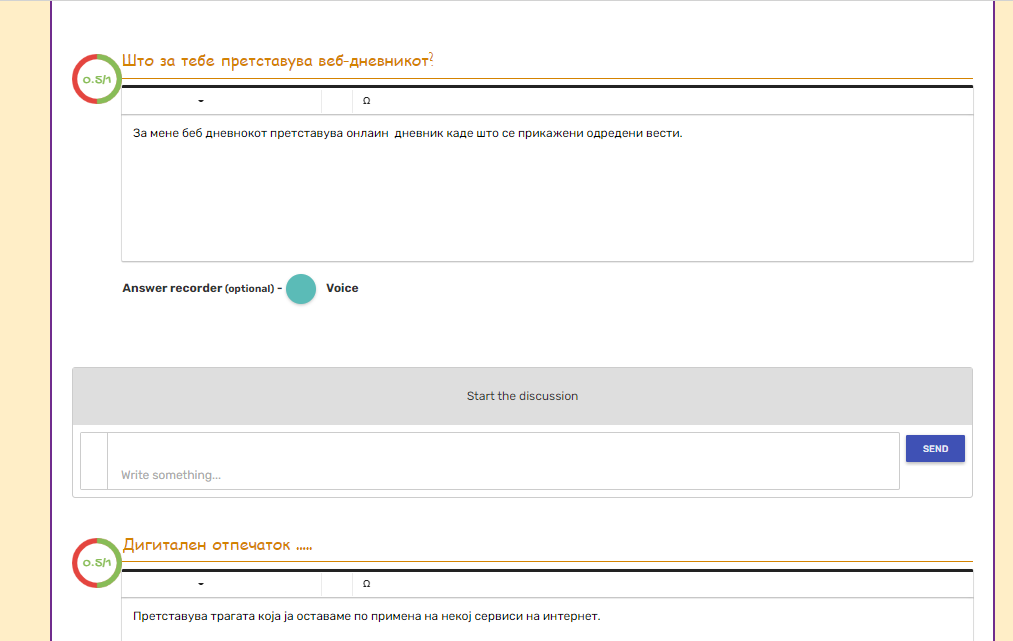 Што за тебе претставува веб-дневникот?
0.5/1
Ω
За мене беб дневнокот претставува онлаин  дневник каде што се прикажени одредени вести.
Answer recorder (optional) - Voice
Start the discussion
Write something...
SEND
Дигитален отпечаток .....
0.5/1
Ω
Претставува трагата која ја оставаме по примена на некој сервиси на интернет.